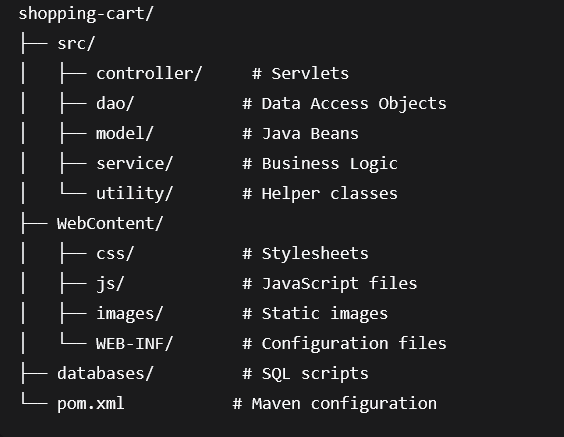 shopping-cart/
├── src/
│   ├── controller/     # Servlets
│   ├── dao/           # Data Access Objects
│   ├── model/         # Java Beans
│   ├── service/       # Business Logic
│   └── utility/       # Helper classes
├── WebContent/
│   ├── css/           # Stylesheets
│   ├── js/            # JavaScript files
│   ├── images/        # Static images
│   └── WEB-INF/       # Configuration files
├── databases/         # SQL scripts
└── pom.xml           # Maven configuration